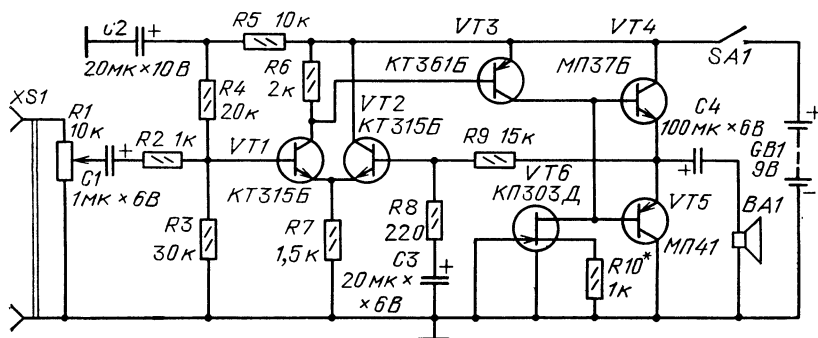 C2
20мк×10В
R5 10к
VT3
VT4
SA1
R6
2к
КТ361Б
МП37Б
R4
20к
XS1
R1
10к
R2 1к
VT1
VT2
КТ315Б
R9 15к
C4
100мк×6В
GB1
9В
C1
1мк×6В
КТ315Б
VT6
КП303Д
VT5
МП41
BA1
R3
30к
R7
1,5к
R8
220
C3
20мк×
×6В
R10*
1к